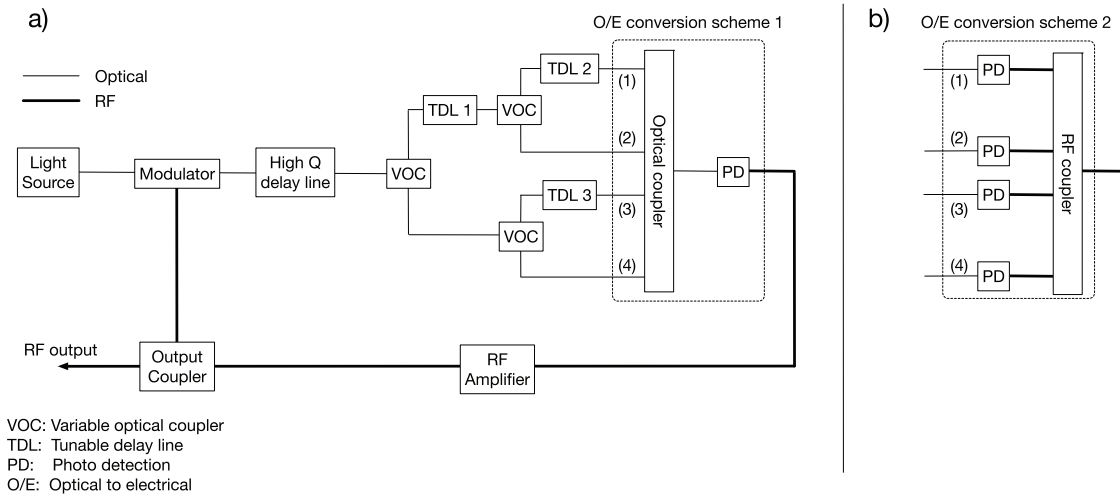 a)
O/E conversion scheme 1
Optical
RF
Light
Source
Modulator
High Q
delay line
VOC
TDL 1
VOC
TDL 2
(1)
(2)
VOC
TDL 3
(3)
(4)
Optical coupler
PD
RF output
Output
Coupler
RF
Amplifier
VOC: Variable optical coupler
TDL: Tunable delay line
PD: Photo detection
O/E: Optical to electrical
b)
O/E conversion scheme 2
(1)
PD
(2)
PD
(3)
PD
(4)
PD
RF coupler